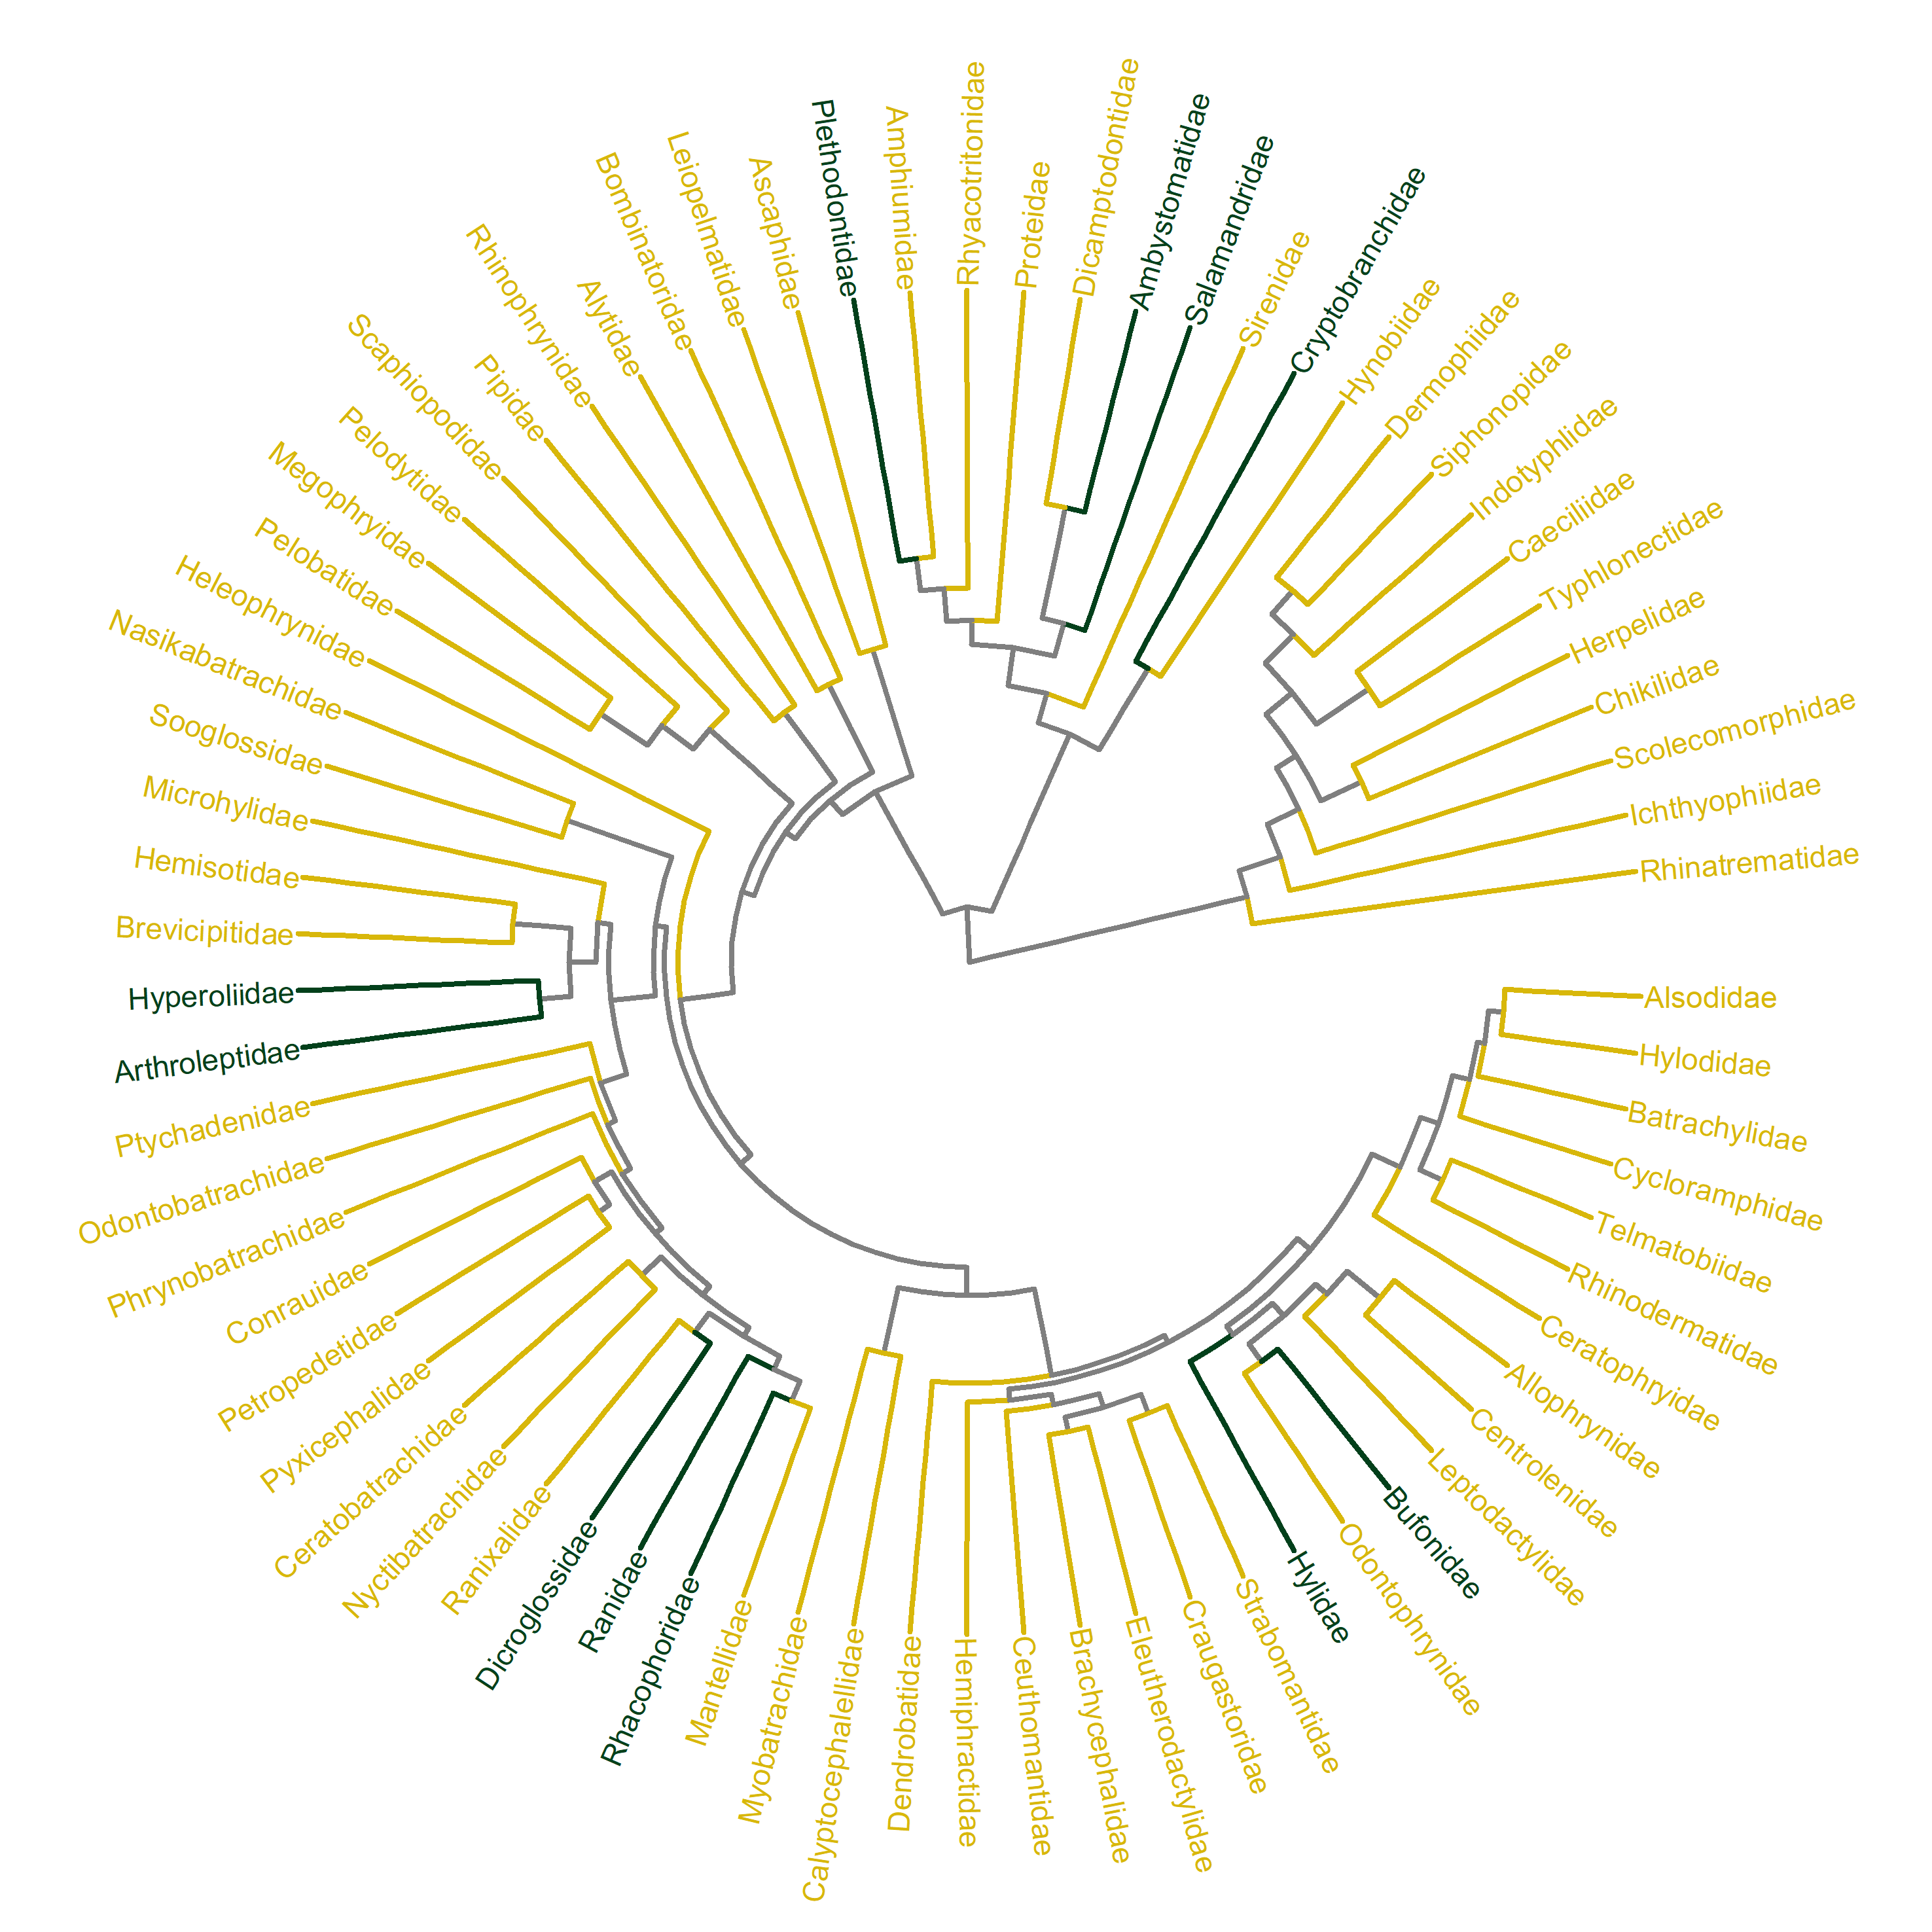 Plethodontidae
Amphiumidae
Rhyacotritonidae
Proteidae
Dicamptodontidae
Ambystomatidae
Salamandridae
Sirenidae
Cryptobranchidae
Hynobiidae
Dermophiidae
Siphonopidae
Indotyphlidae
Caeciliidae
Typhlonectidae
Herpelidae
Chikilidae
Scolecomorphidae
Ichthyophiidae
Rhinatrematidae
Alsodidae
Hylodidae
Batrachylidae
Cycloramphidae
Telmatobiidae
Rhinodermatidae
Ceratophryidae
Allophrynidae
Centrolenidae
Leptodactylidae
Bufonidae
Odontophrynidae
Hylidae
Strabomantidae
Craugastoridae
Eleutherodactylidae
Brachycephalidae
Ceuthomantidae
Hemiphractidae
Dendrobatidae
Calyptocephalellidae
Myobatrachidae
Mantellidae
Rhacophoridae
Ranidae
Dicroglossidae
Ranixalidae
Nyctibatrachidae
Ceratobatrachidae
Pyxicephalidae
Petropedetidae
Conrauidae
Phrynobatrachidae
Odontobatrachidae
Ptychadenidae
Arthroleptidae
Hyperoliidae
Brevicipitidae
Hemisotidae
Microhylidae
Sooglossidae
Nasikabatrachidae
Heleophrynidae
Pelobatidae
Megophryidae
Pelodytidae
Scaphiopodidae
Pipidae
Rhinophrynidae
Alytidae
Bombinatoridae
Leiopelmatidae
Ascaphidae